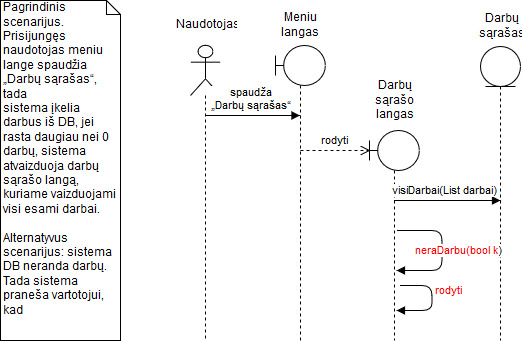 Pagrindinis
scenarijus.
Prisijungęs
naudotojas meniu
lange spaudžia
„Darbų sąrašas“,
tada
sistema įkelia
darbus iš DB, jei
rasta daugiau nei 0
darbų, sistema
atvaizduoja darbų
sąrašo langą,
kuriame vaizduojami
visi esami darbai.
Alternatyvus
scenarijus: sistema
DB neranda darbų.
Tada sistema
praneša vartotojui,
kad
Naudotojas
Meniu
langas
Darbų
sąrašas
spaudžia
„Darbų sąrašas“
Darbų
sąrašo
langas
rodyti
visiDarbai(List darbai)
neraDarbu(bool k)
rodyti